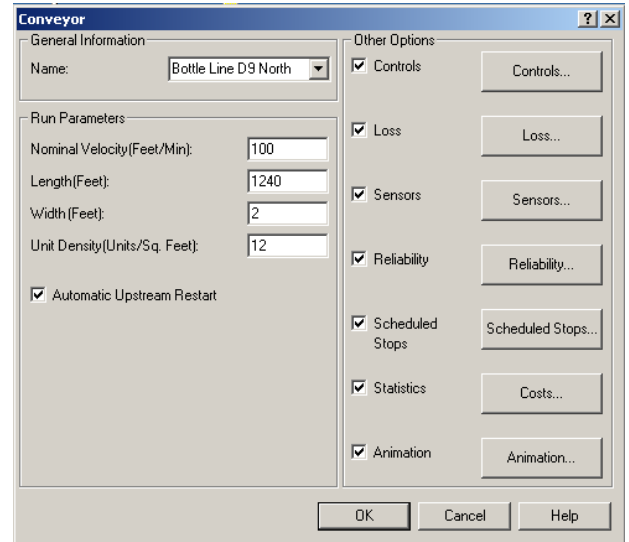 Conveyor
General Information
Name:
Bottle Line D9 North
Run Parameters
Nominal Velocity(Feet/Min):
100
Length(Feet):
1240
Width(Feet):
2
Unit Density(Units/Sq. Feet):
12
Automatic Upstream Restart
Other Options
Controls
Controls...
Loss
Loss...
Sensors
Sensors...
Reliability
Reliability...
Scheduled
Stops
Scheduled Stops...
Statistics
Costs...
Animation
Animation...
OK
Cancel
Help